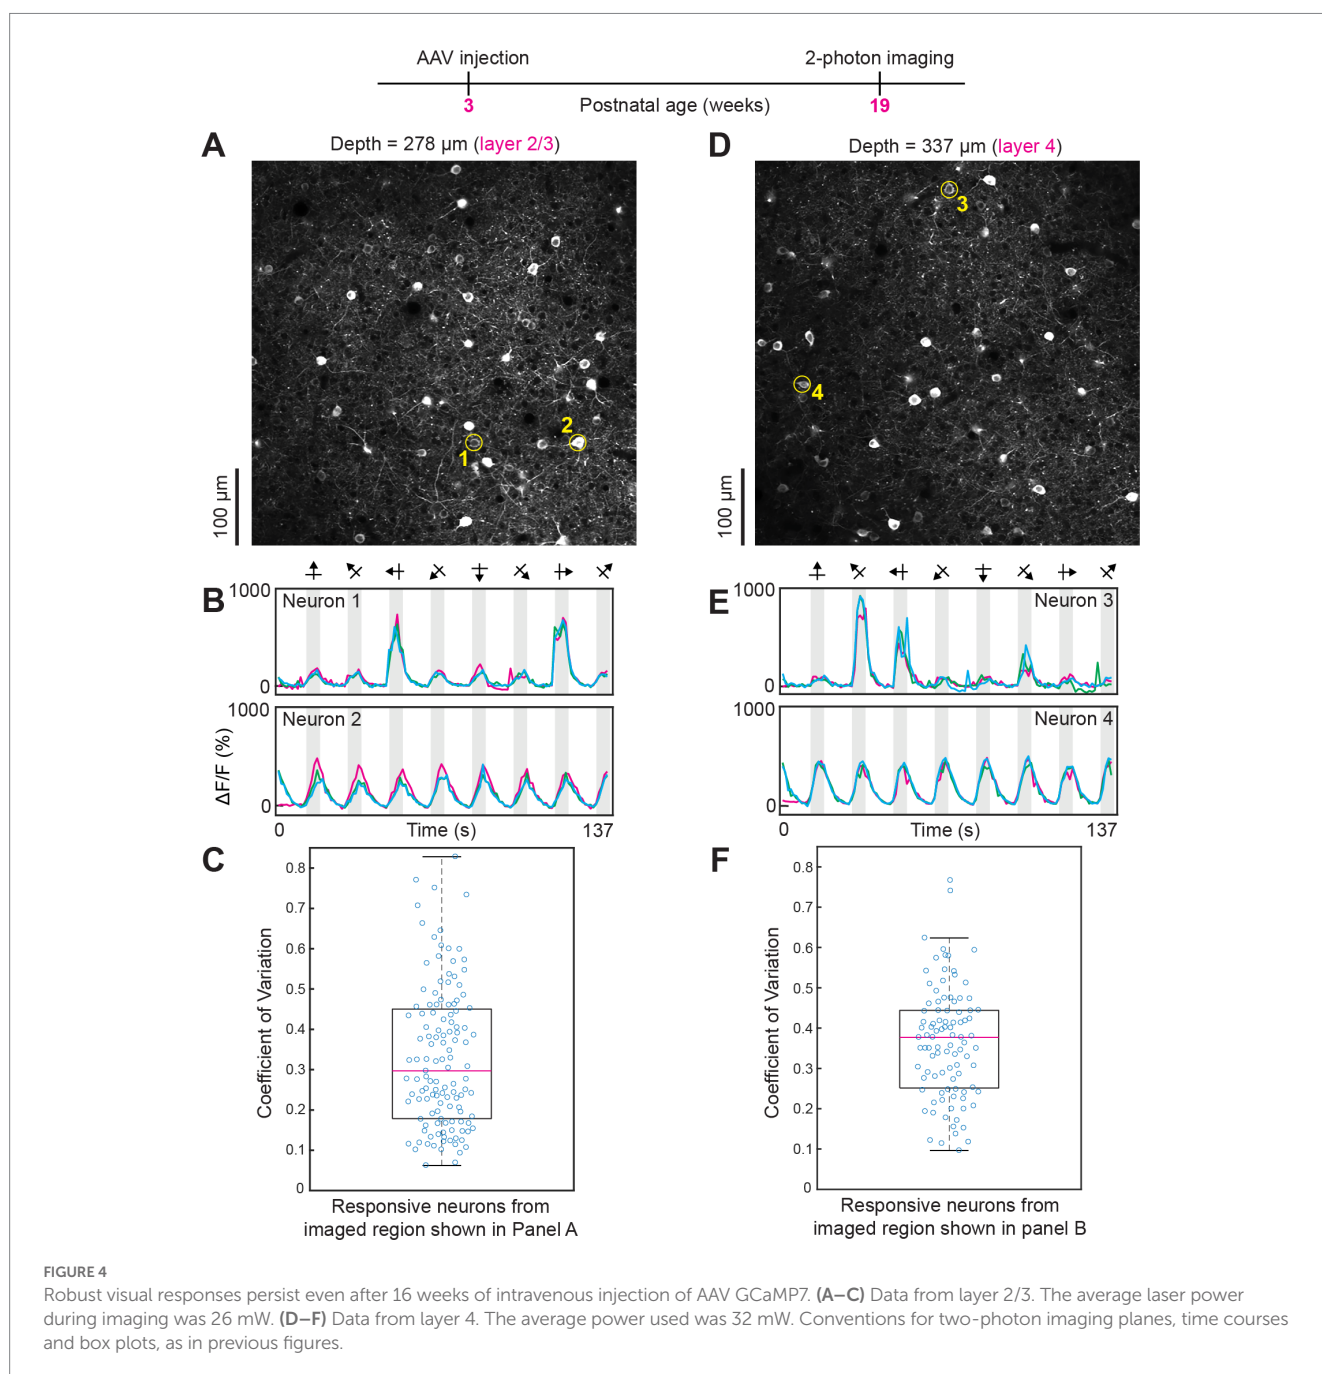 AAV injection
2-photon imaging
3
Postnatal age (weeks)
19
A
Depth = 278 µm (layer 2/3)
1
2
100 µm
B
1000
Neuron 1
0
1000
Neuron 2
0
ΔF/F (%)
0
Time (s)
137
C
0.8
0.7
0.6
0.5
0.4
0.3
0.2
0.1
0
Coefficient of Variation
Responsive neurons from
imaged region shown in Panel A
D
Depth = 337 µm (layer 4)
3
4
100 µm
E
1000
Neuron 3
0
1000
Neuron 4
0
0
Time (s)
137
F
0.8
0.7
0.6
0.5
0.4
0.3
0.2
0.1
0
Coefficient of Variation
Responsive neurons from
imaged region shown in panel B
FIGURE 4
Robust visual responses persist even after 16 weeks of intravenous injection of AAV GCaMP7. (A–C) Data from layer 2/3. The average laser power
during imaging was 26 mW. (D–F) Data from layer 4. The average power used was 32 mW. Conventions for two-photon imaging planes, time courses
and box plots, as in previous figures.